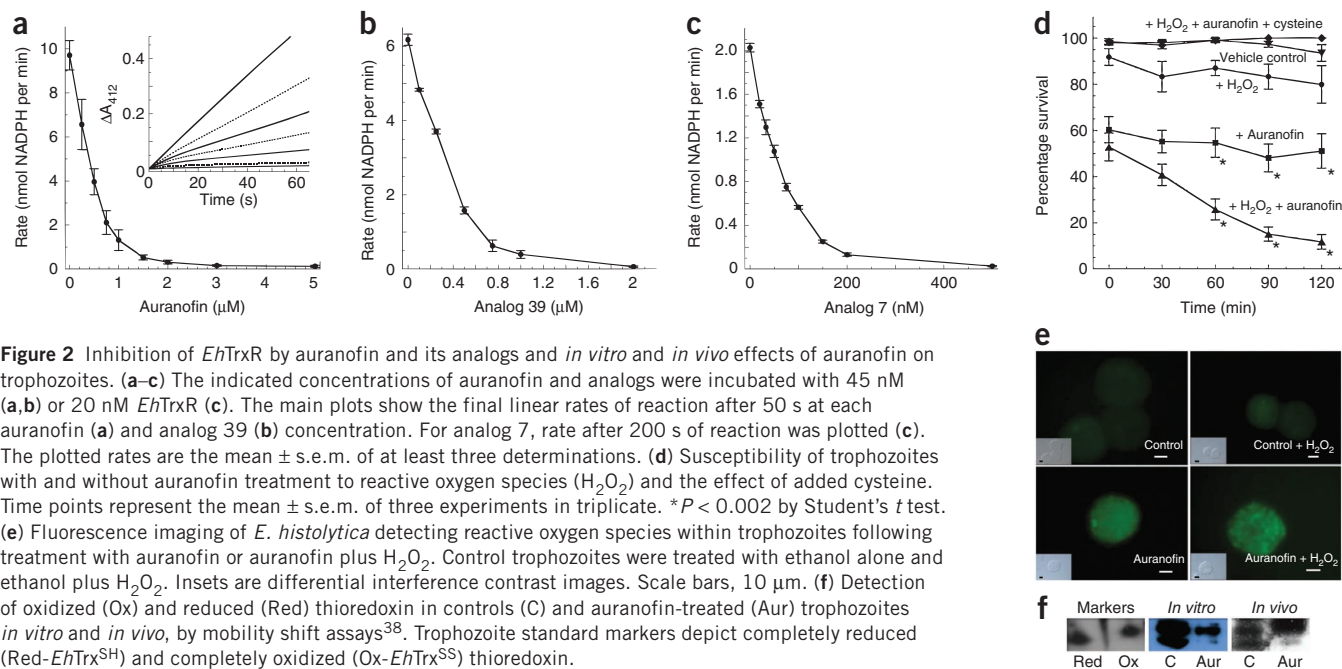 a
Rate (nmol NADPH per min)
10
8
6
4
2
0
0 1 2 3 4 5
Auranofin (μM)
ΔA412
0.4
0.2
0
0 20 40 60
Time (s)
b
Rate (nmol NADPH per min)
6
4
2
0
0 0.4 0.8 1.2 1.6 2
Analog 39 (μM)
c
Rate (nmol NADPH per min)
2.0
1.6
1.2
0.8
0.4
0
0 100 200 400
Analog 7 (nM)
d
Percentage survival
100
80
60
40
20
0
+ H2O2 + auranofin + cysteine
Vehicle control
+ H2O2
+ Auranofin
* * *
+ H2O2 + auranofin
* * *
0 30 60 90 120
Time (min)
Figure 2 Inhibition of EhTrxR by auranofin and its analogs and in vitro and in vivo effects of auranofin on
trophozoites. (a–c) The indicated concentrations of auranofin and analogs were incubated with 45 nM
(a,b) or 20 nM EhTrxR (c). The main plots show the final linear rates of reaction after 50 s at each
auranofin (a) and analog 39 (b) concentration. For analog 7, rate after 200 s of reaction was plotted (c).
The plotted rates are the mean ± s.e.m. of at least three determinations. (d) Susceptibility of trophozoites
with and without auranofin treatment to reactive oxygen species (H2O2) and the effect of added cysteine.
Time points represent the mean ± s.e.m. of three experiments in triplicate. *P < 0.002 by Student's t test.
(e) Fluorescence imaging of E. histolytica detecting reactive oxygen species within trophozoites following
treatment with auranofin or auranofin plus H2O2. Control trophozoites were treated with ethanol alone and
ethanol plus H2O2. Insets are differential interference contrast images. Scale bars, 10 μm. (f) Detection
of oxidized (Ox) and reduced (Red) thioredoxin in controls (C) and auranofin-treated (Aur) trophozoites
in vitro and in vivo, by mobility shift assays38. Trophozoite standard markers depict completely reduced
(Red-EhTrxSH) and completely oxidized (Ox-EhTrxSS) thioredoxin.
e
Control
Control + H2O2
Auranofin
Auranofin + H2O2
f
Markers In vitro In vivo
Red Ox C Aur C Aur